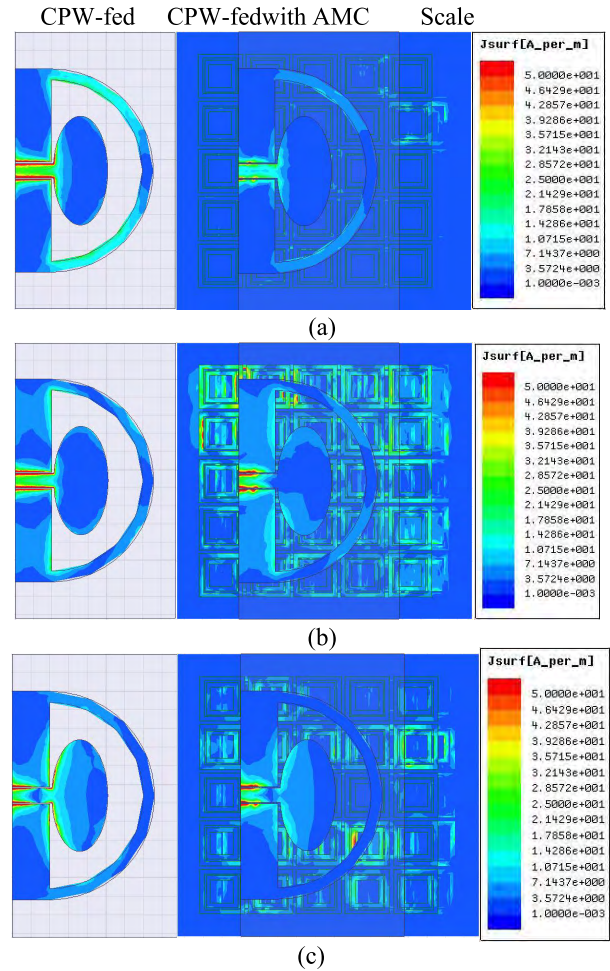 CPW-fed CPW-fedwith AMC Scale
Jsurf[A_per_m]
5.0000e+001
4.6429e+001
4.2857e+001
3.9286e+001
3.5715e+001
3.2143e+001
2.8572e+001
2.5000e+001
2.1429e+001
1.7858e+001
1.4286e+001
1.0715e+001
7.1437e+000
3.5724e+000
1.0000e-003
(a)
Jsurf[A_per_m]
5.0000e+001
4.6429e+001
4.2857e+001
3.9286e+001
3.5715e+001
3.2143e+001
2.8572e+001
2.5000e+001
2.1429e+001
1.7858e+001
1.4286e+001
1.0715e+001
7.1437e+000
3.5724e+000
1.0000e-003
(b)
Jsurf[A_per_m]
5.0000e+001
4.6429e+001
4.2857e+001
3.9286e+001
3.5715e+001
3.2143e+001
2.8572e+001
2.5000e+001
2.1429e+001
1.7858e+001
1.4286e+001
1.0715e+001
7.1437e+000
3.5724e+000
1.0000e-003
(c)